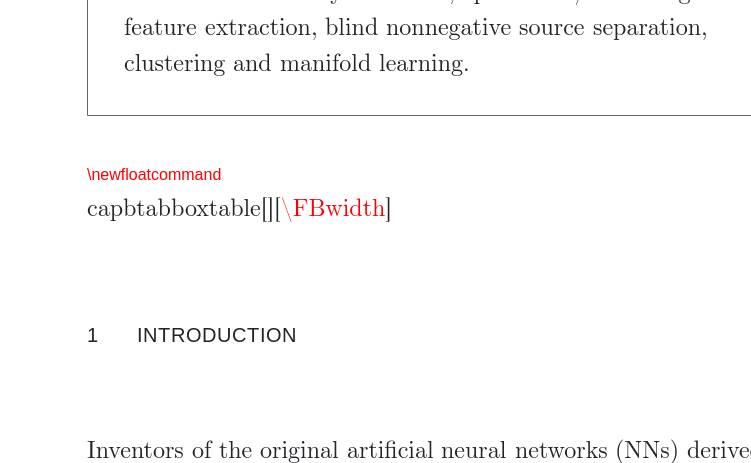 feature extraction, blind nonnegative source separation,
clustering and manifold learning.
\newfloatcommand
capbtabboxtable[][\FBwidth]
1 INTRODUCTION
Inventors of the original artificial neural networks (NNs) derive